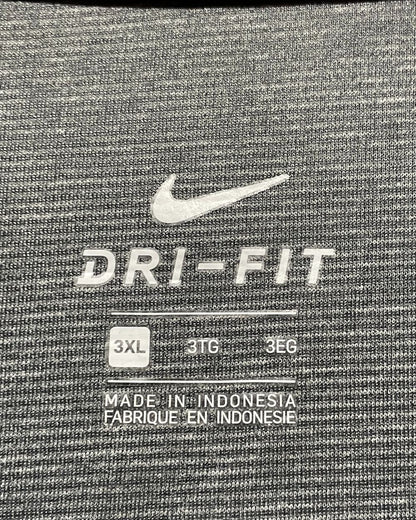 DRI-FIT
3XL 3TG 3EG
MADE IN INDONESIA
FABRIQUE EN INDONESIE